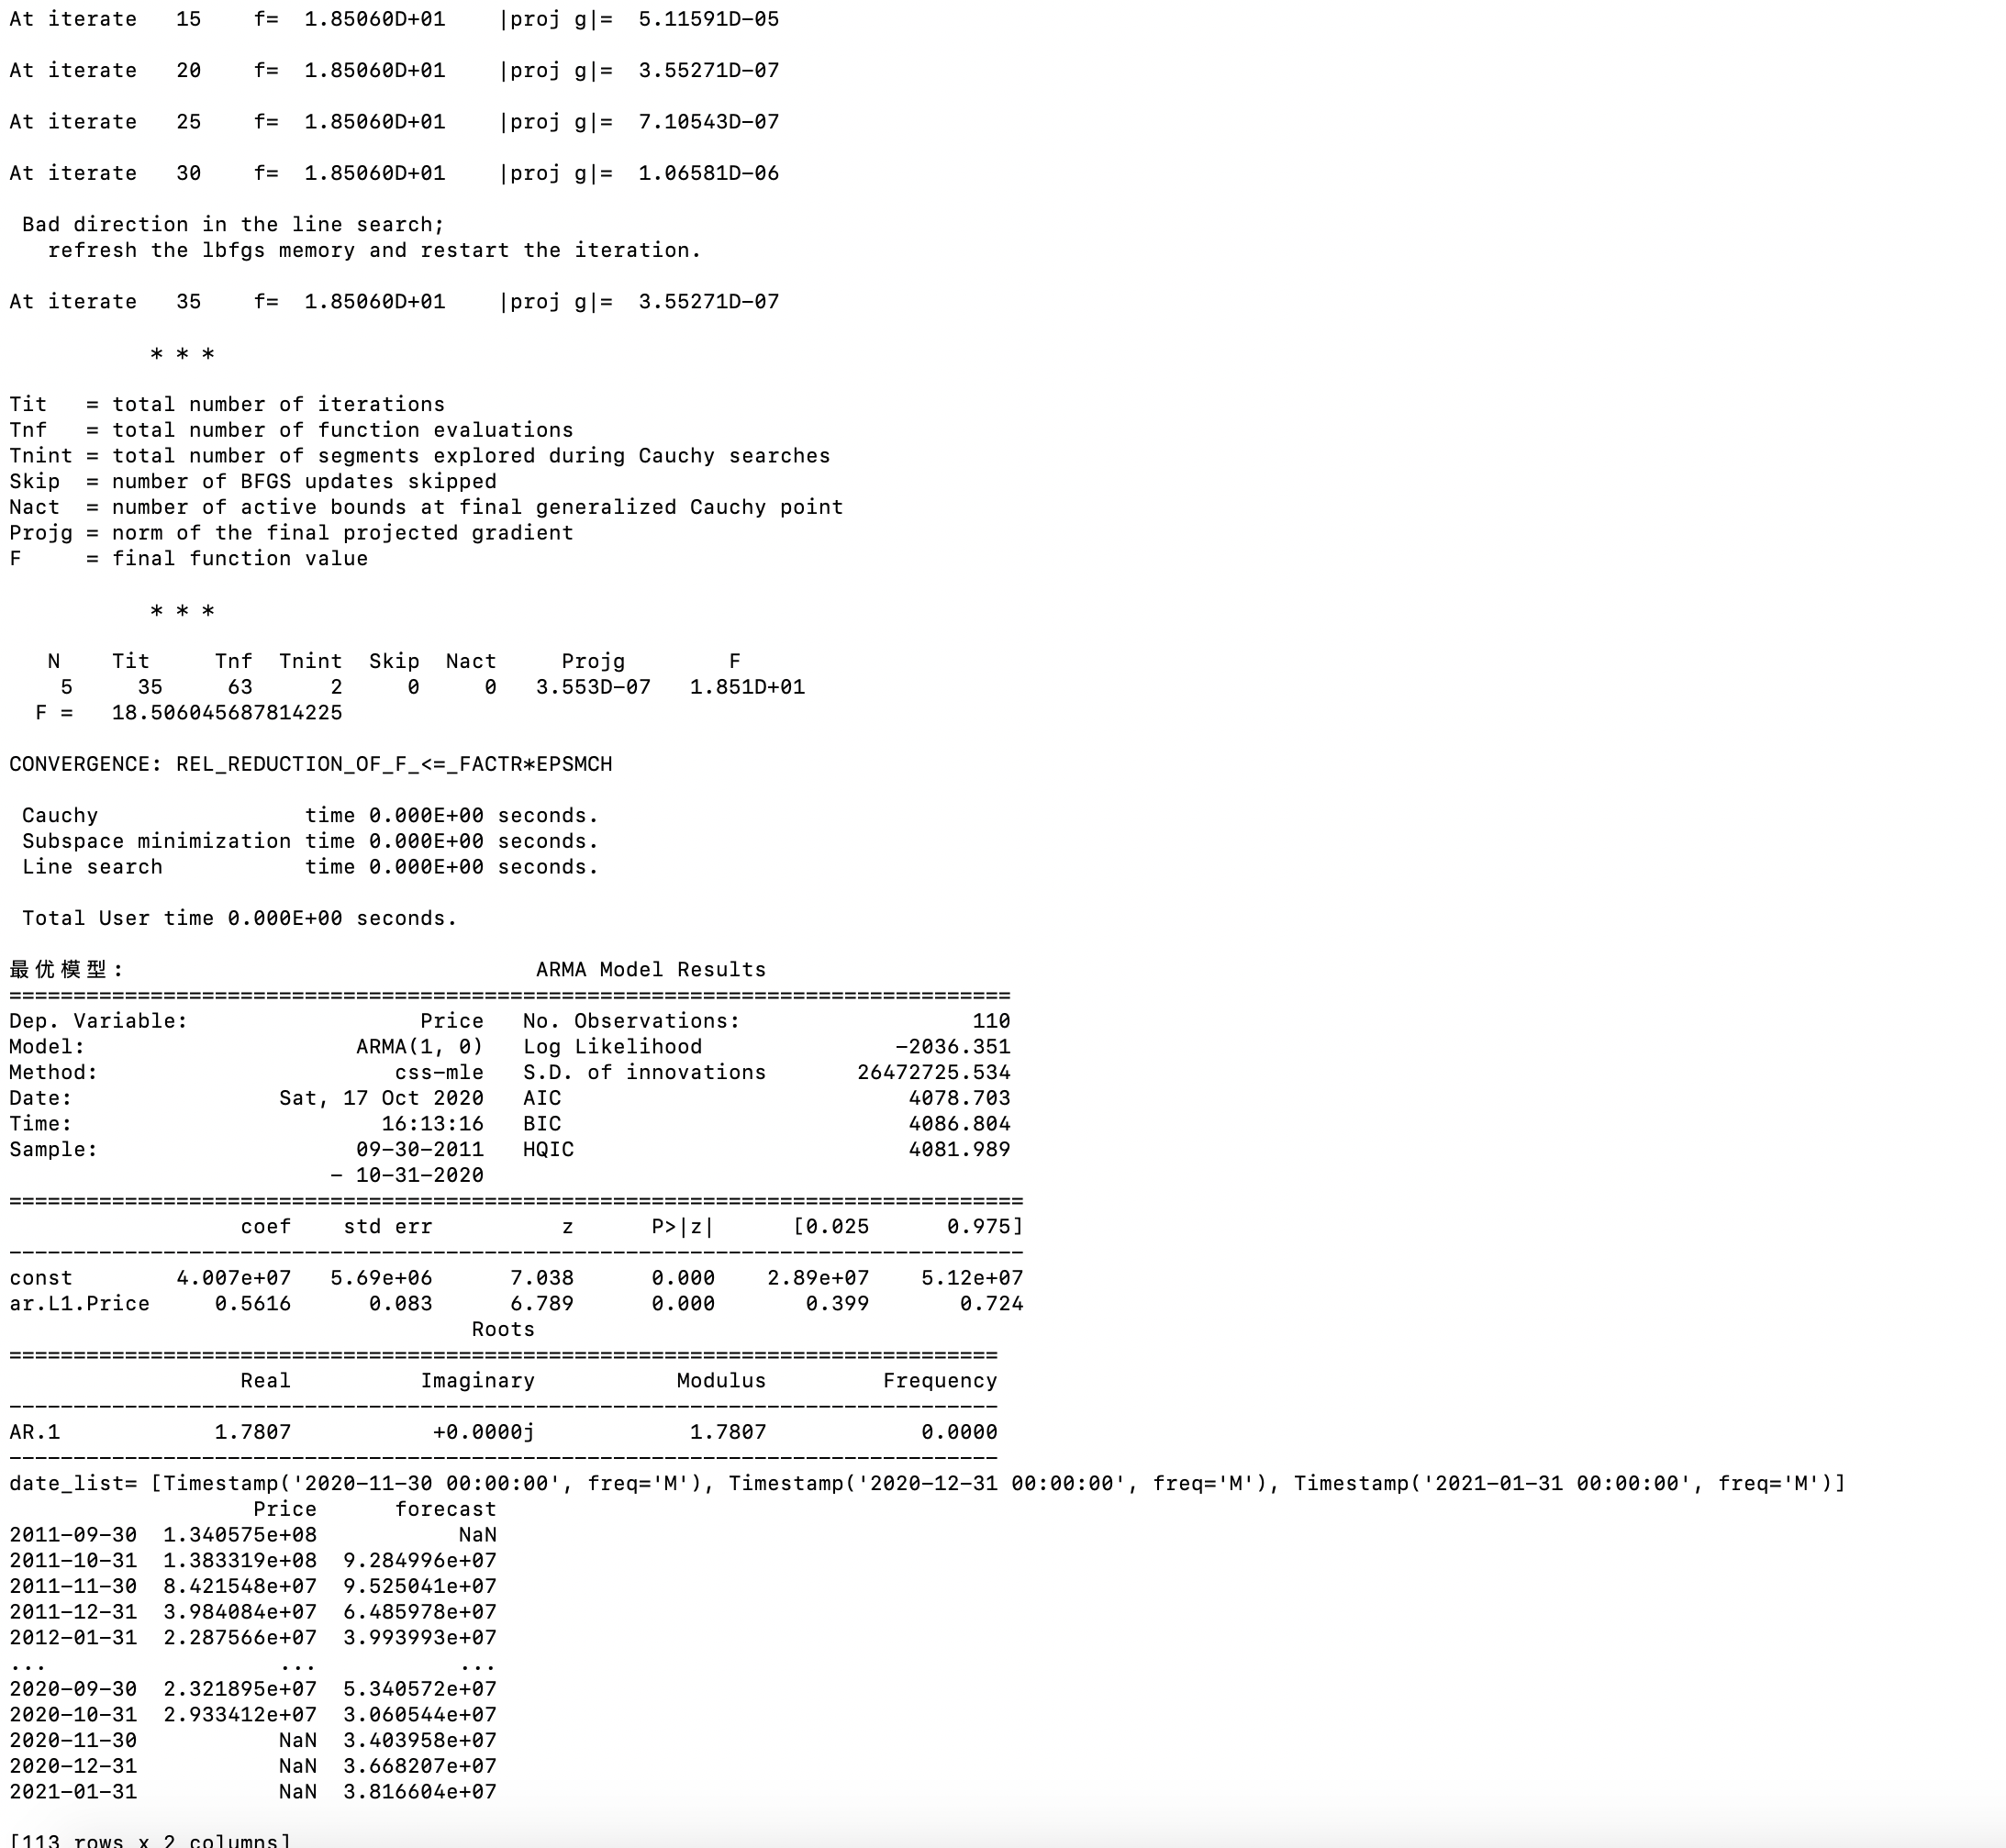 At iterate   15    f=  1.85060D+01    |proj g|=  5.11591D-05
At iterate   20    f=  1.85060D+01    |proj g|=  3.55271D-07
At iterate   25    f=  1.85060D+01    |proj g|=  7.10543D-07
At iterate   30    f=  1.85060D+01    |proj g|=  1.06581D-06
Bad direction in the line search;
refresh the lbfgs memory and restart the iteration.
At iterate   35    f=  1.85060D+01    |proj g|=  3.55271D-07
* * *
Tit   = total number of iterations
Tnf   = total number of function evaluations
Tnint = total number of segments explored during Cauchy searches
Skip  = number of BFGS updates skipped
Nact  = number of active bounds at final generalized Cauchy point
Projg = norm of the final projected gradient
F     = final function value
* * *
N    Tit     Tnf  Tnint  Skip  Nact     Projg        F
5     35     63      2     0     0   3.553D-07   1.851D+01
F =   18.506045687814225
CONVERGENCE: REL_REDUCTION_OF_F_<=_FACTR*EPSMCH
Cauchy                time 0.000E+00 seconds.
Subspace minimization time 0.000E+00 seconds.
Line search           time 0.000E+00 seconds.
Total User time 0.000E+00 seconds.
最优模型:                                ARMA Model Results
==============================================================================
Dep. Variable:                  Price   No. Observations:                  110
Model:                     ARMA(1, 0)   Log Likelihood               -2036.351
Method:                       css-mle   S.D. of innovations       26472725.534
Date:                Sat, 17 Oct 2020   AIC                           4078.703
Time:                        16:13:16   BIC                           4086.804
Sample:                    09-30-2011   HQIC                          4081.989
- 10-31-2020
===============================================================================
coef    std err          z      P>|z|      [0.025      0.975]
-------------------------------------------------------------------------------
const        4.007e+07   5.69e+06      7.038      0.000    2.89e+07    5.12e+07
ar.L1.Price     0.5616      0.083      6.789      0.000       0.399       0.724
Roots
=============================================================================
Real          Imaginary           Modulus         Frequency
-----------------------------------------------------------------------------
AR.1            1.7807           +0.0000j            1.7807            0.0000
-----------------------------------------------------------------------------
date_list= [Timestamp('2020-11-30 00:00:00', freq='M'), Timestamp('2020-12-31 00:00:00', freq='M'), Timestamp('2021-01-31 00:00:00', freq='M')]
Price      forecast
2011-09-30  1.340575e+08           NaN
2011-10-31  1.383319e+08  9.284996e+07
2011-11-30  8.421548e+07  9.525041e+07
2011-12-31  3.984084e+07  6.485978e+07
2012-01-31  2.287566e+07  3.993993e+07
...                  ...           ...
2020-09-30  2.321895e+07  5.340572e+07
2020-10-31  2.933412e+07  3.060544e+07
2020-11-30           NaN  3.403958e+07
2020-12-31           NaN  3.668207e+07
2021-01-31           NaN  3.816604e+07
[113 rows x 2 columns]